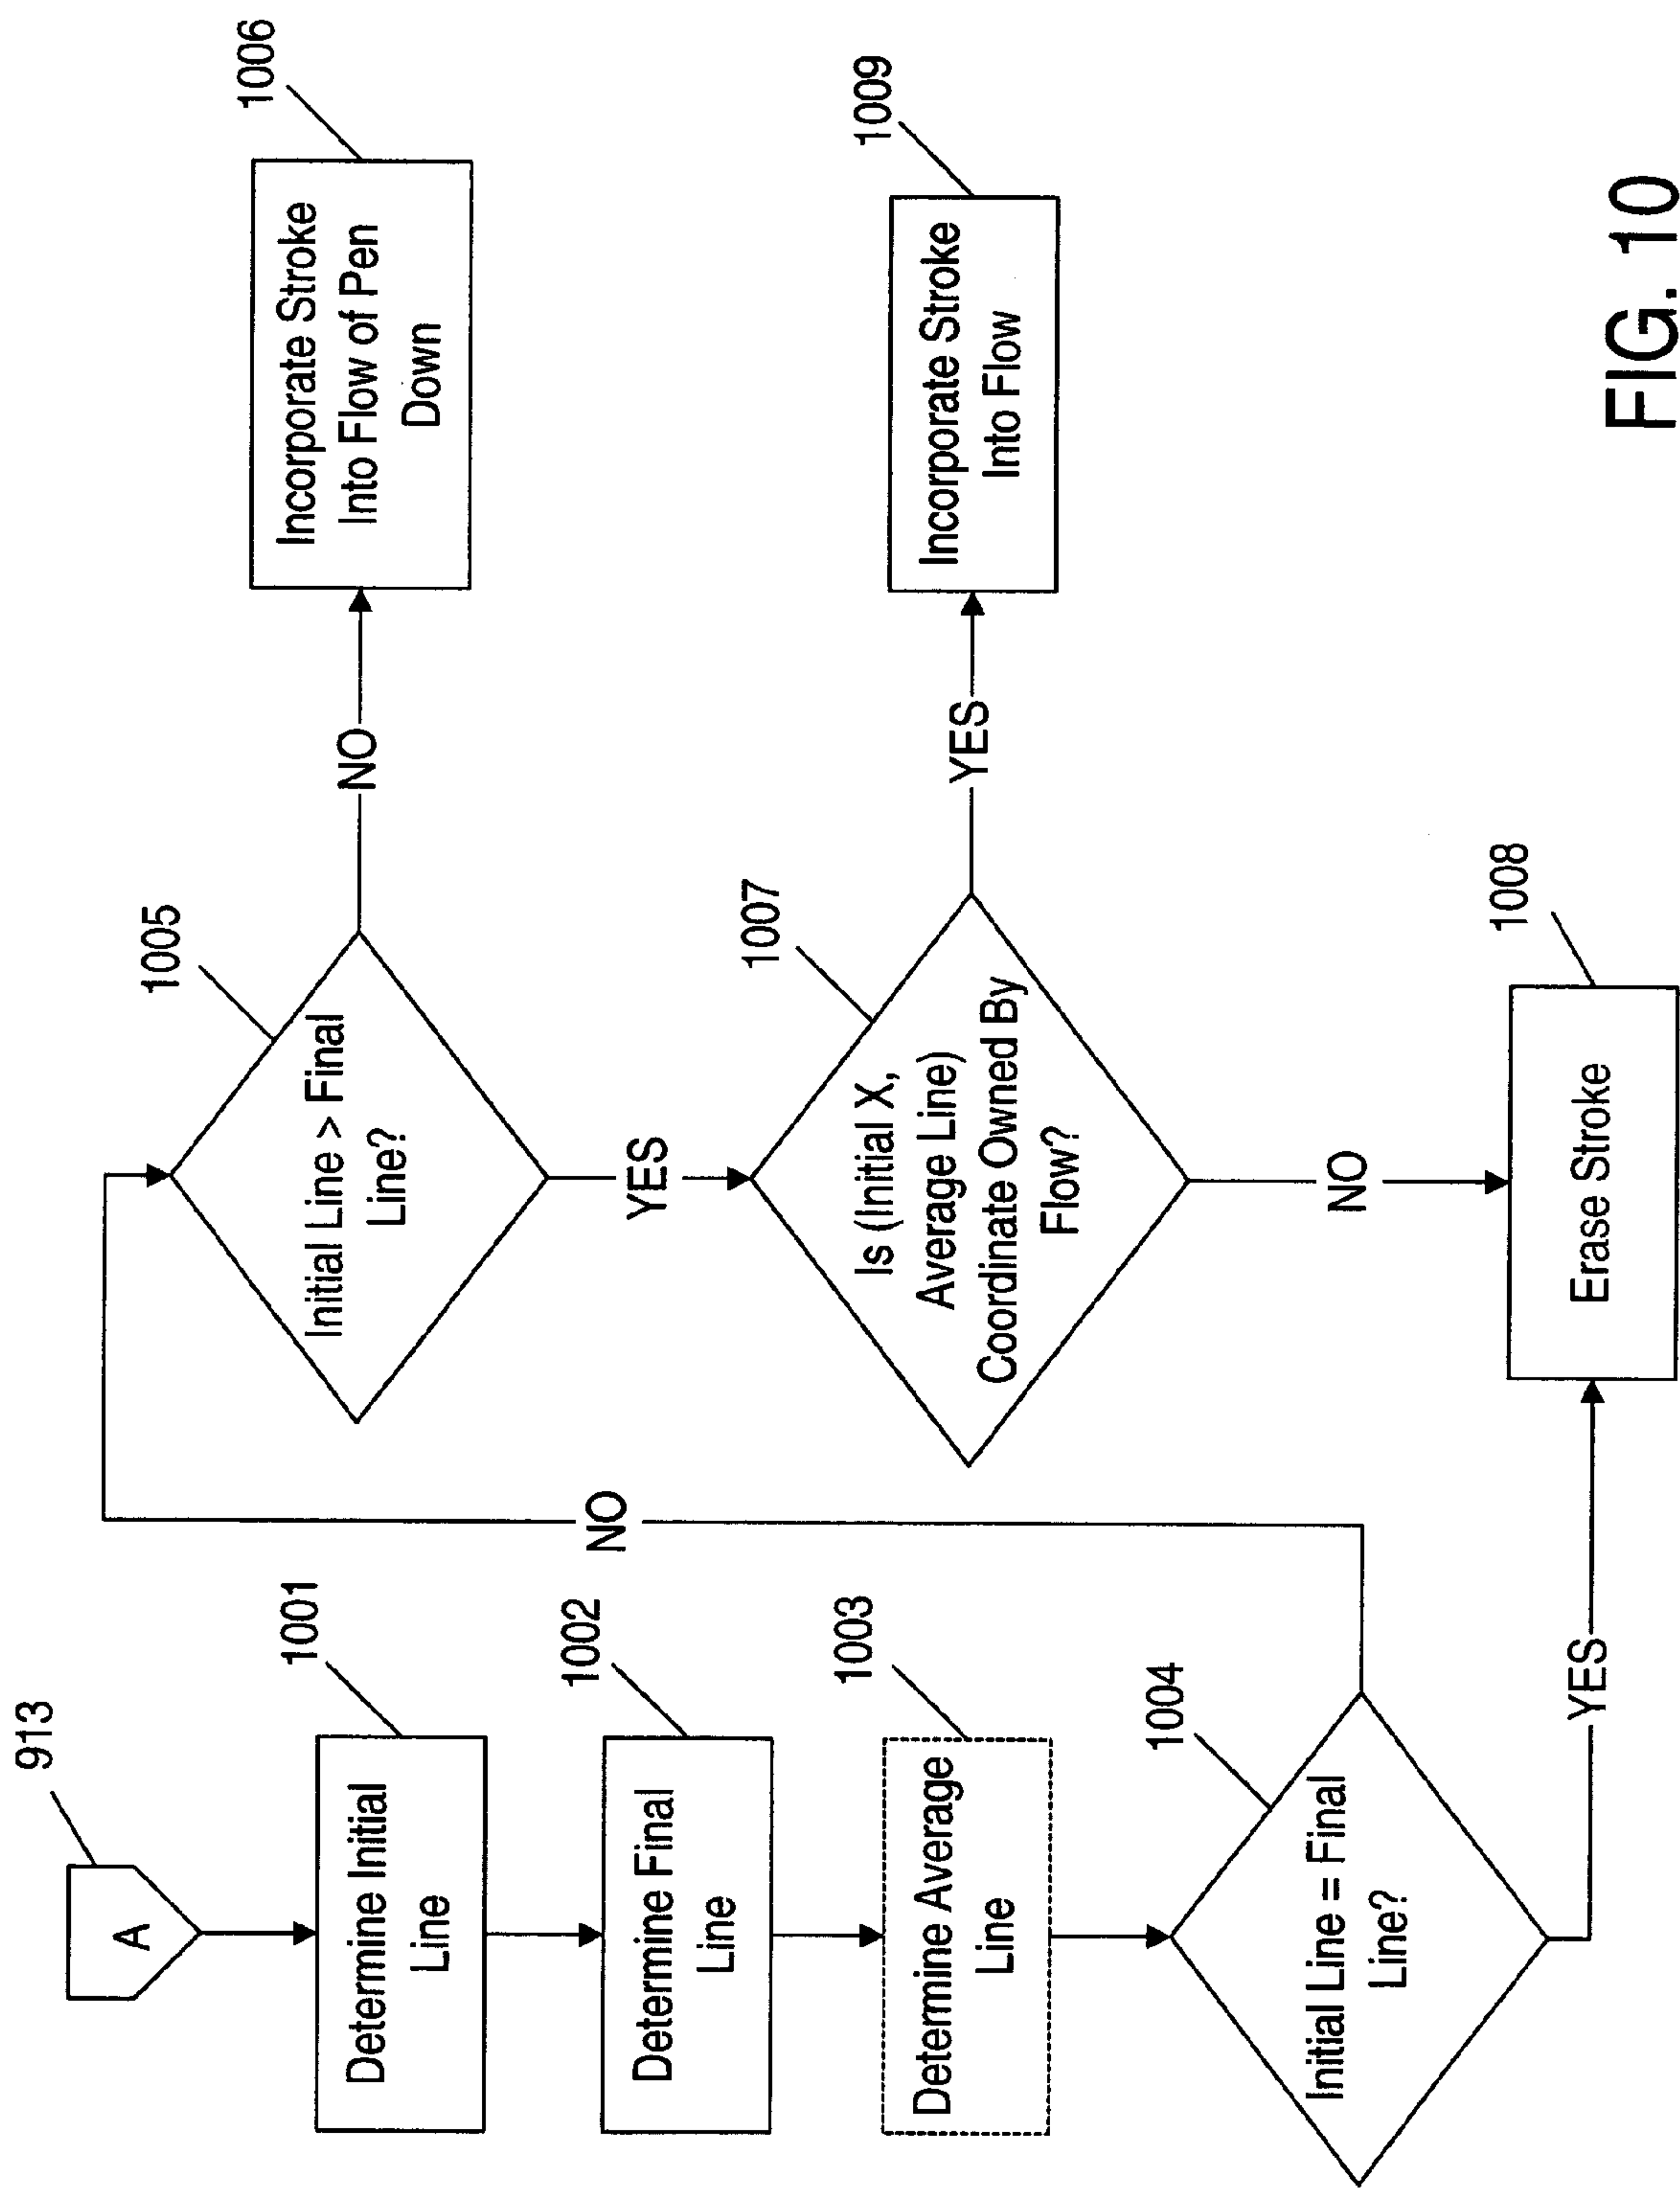 913
A
1001
Determine Initial
Line
1002
Determine Final
Line
1003
Determine Average
Line
1004
Initial Line = Final
Line?
NO
YES
1005
Initial Line > Final
Line?
NO
YES
1006
Incorporate Stroke
Into Flow of Pen
Down
1007
Is (Initial X,
Average Line)
Coordinate Owned By
Flow?
YES
NO
1009
Incorporate Stroke
Into Flow
1008
Erase Stroke
FIG. 10